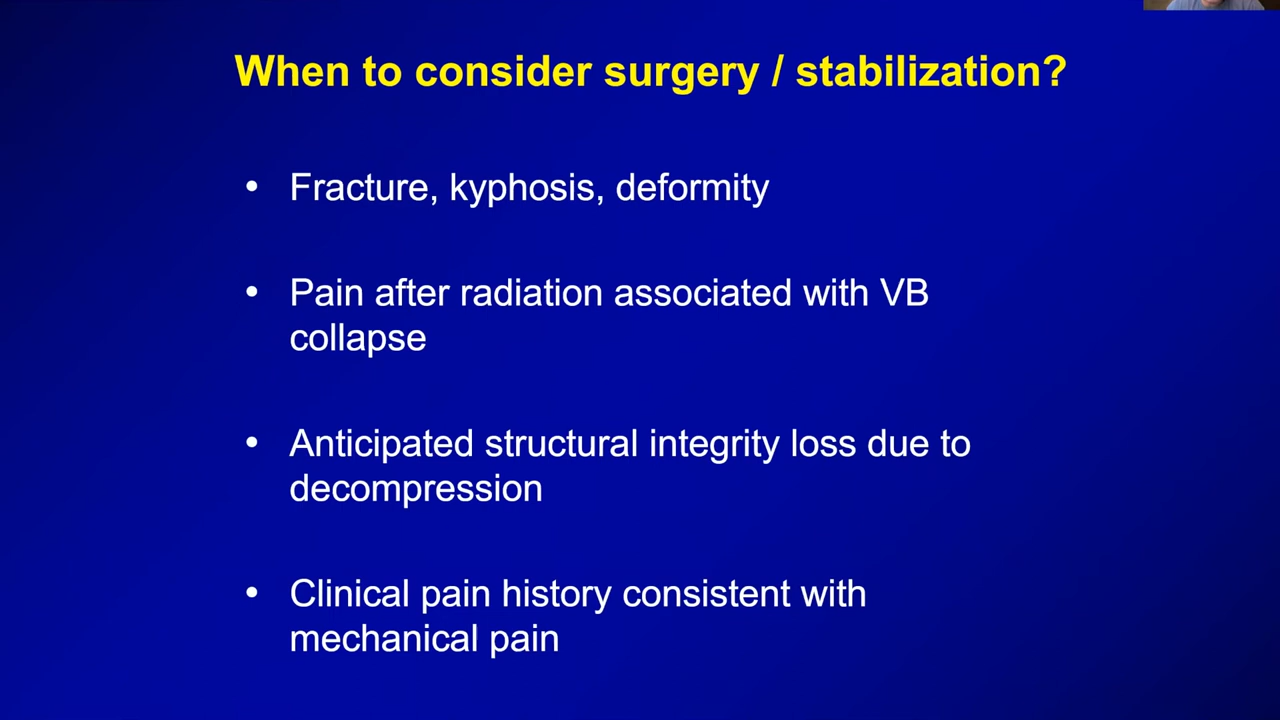 When to consider surgery / stabilization?
• Fracture, kyphosis, deformity
• Pain after radiation associated with VB
collapse
• Anticipated structural integrity loss due to
decompression
• Clinical pain history consistent with
mechanical pain